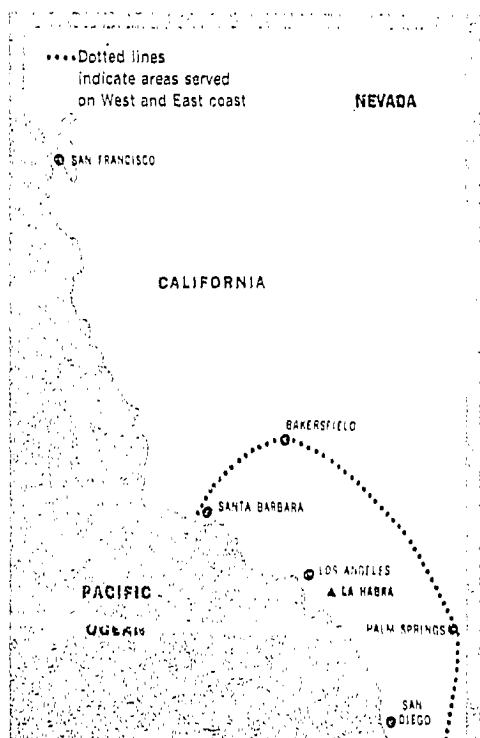 ••••Dotted lines
indicate areas served
on West and East coast
NEVADA
SAN FRANCISCO
CALIFORNIA
BAKERSFIELD
SANTA BARBARA
LOS ANGELES
▲ LA HABRA
PACIFIC
OCEAN
PALM SPRINGS
SAN
DIEGO